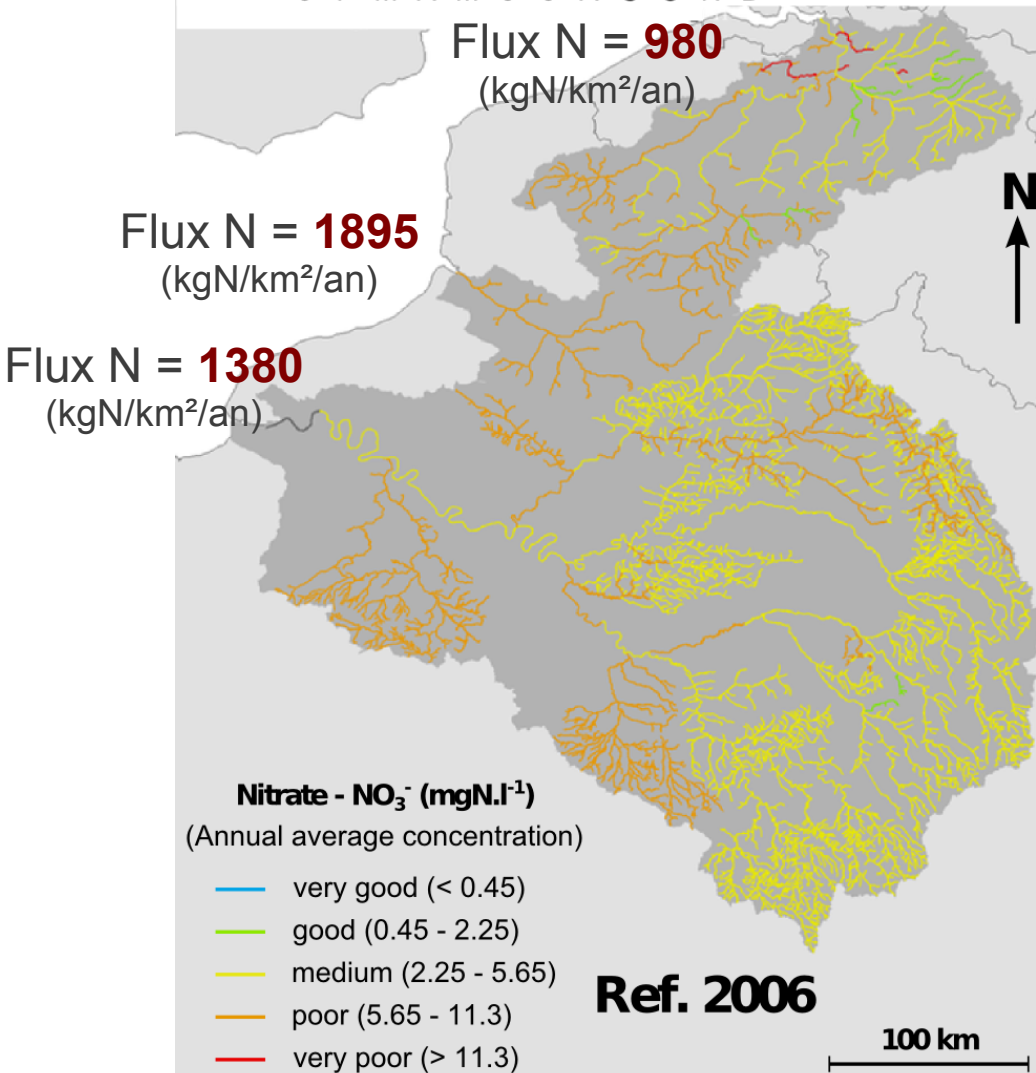 Flux N = 980
(kgN/km²/an)
N
Flux N = 1895
(kgN/km²/an)
Flux N = 1380
(kgN/km²/an)
Nitrate - NO₃⁻ (mgN.l⁻¹)
(Annual average concentration)
very good (< 0.45)
good (0.45 - 2.25)
medium (2.25 - 5.65)
poor (5.65 - 11.3)
very poor (> 11.3)
Ref. 2006
100 km